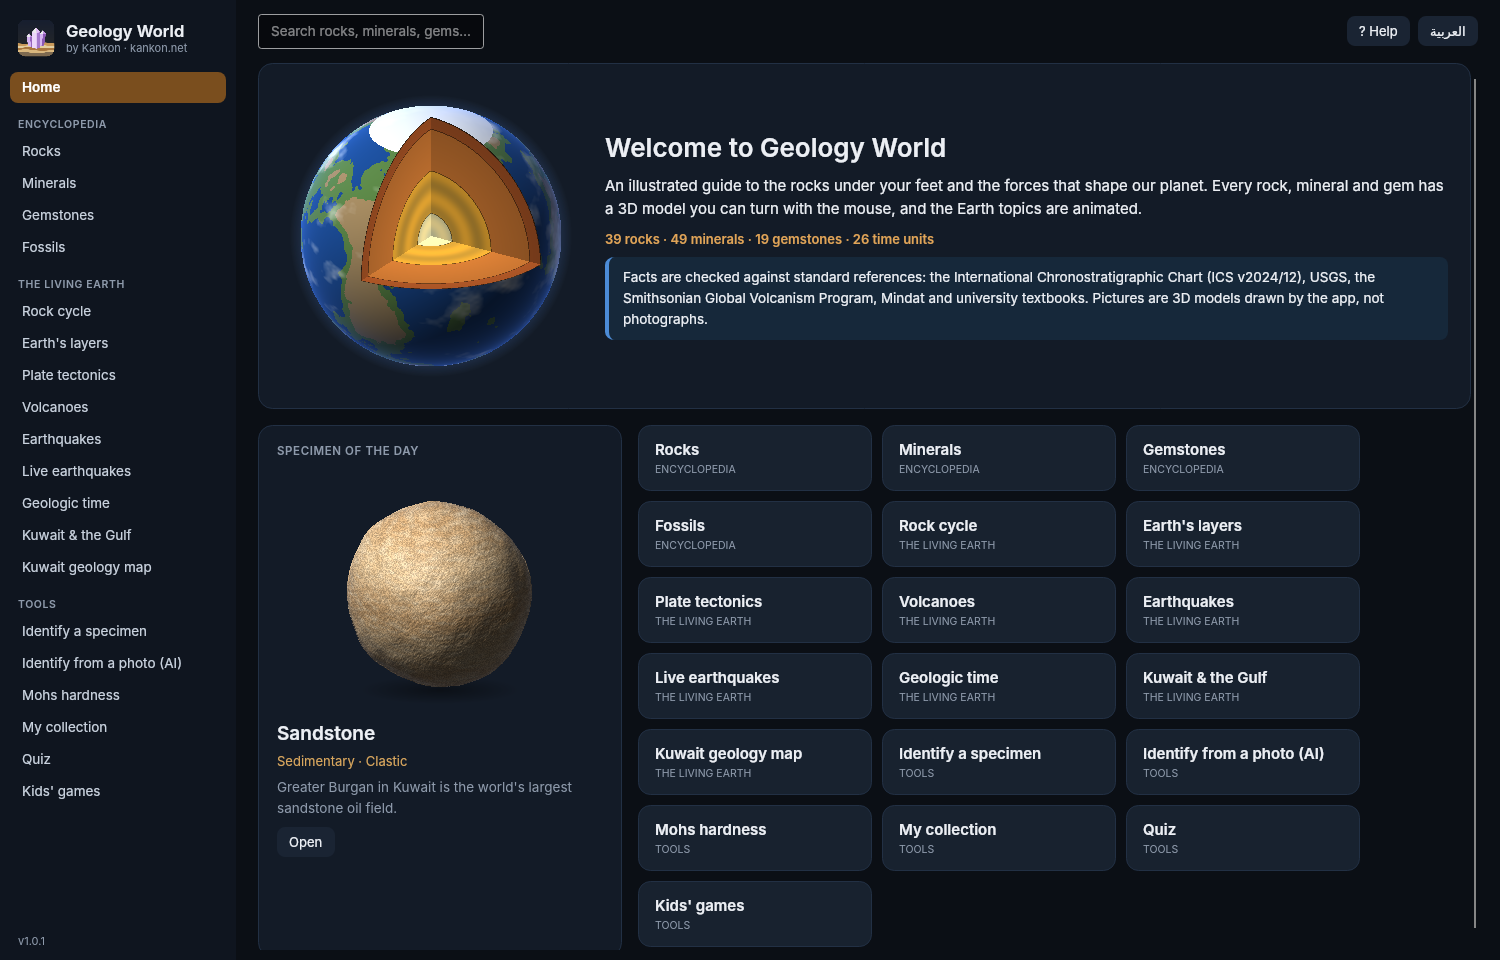 Geology World
by Kankon · kankon.net
Home
ENCYCLOPEDIA
Rocks
Minerals
Gemstones
Fossils
THE LIVING EARTH
Rock cycle
Earth's layers
Plate tectonics
Volcanoes
Earthquakes
Live earthquakes
Geologic time
Kuwait & the Gulf
Kuwait geology map
TOOLS
Identify a specimen
Identify from a photo (AI)
Mohs hardness
My collection
Quiz
Kids' games
v1.0.1
Search rocks, minerals, gems...
? Help
العربية
Welcome to Geology World
An illustrated guide to the rocks under your feet and the forces that shape our planet. Every rock, mineral and gem has
a 3D model you can turn with the mouse, and the Earth topics are animated.
39 rocks · 49 minerals · 19 gemstones · 26 time units
Facts are checked against standard references: the International Chronostratigraphic Chart (ICS v2024/12), USGS, the
Smithsonian Global Volcanism Program, Mindat and university textbooks. Pictures are 3D models drawn by the app, not
photographs.
SPECIMEN OF THE DAY
Sandstone
Sedimentary · Clastic
Greater Burgan in Kuwait is the world's largest
sandstone oil field.
Open
Rocks
ENCYCLOPEDIA
Minerals
ENCYCLOPEDIA
Gemstones
ENCYCLOPEDIA
Fossils
ENCYCLOPEDIA
Rock cycle
THE LIVING EARTH
Earth's layers
THE LIVING EARTH
Plate tectonics
THE LIVING EARTH
Volcanoes
THE LIVING EARTH
Earthquakes
THE LIVING EARTH
Live earthquakes
THE LIVING EARTH
Geologic time
THE LIVING EARTH
Kuwait & the Gulf
THE LIVING EARTH
Kuwait geology map
THE LIVING EARTH
Identify a specimen
TOOLS
Identify from a photo (AI)
TOOLS
Mohs hardness
TOOLS
My collection
TOOLS
Quiz
TOOLS
Kids' games
TOOLS